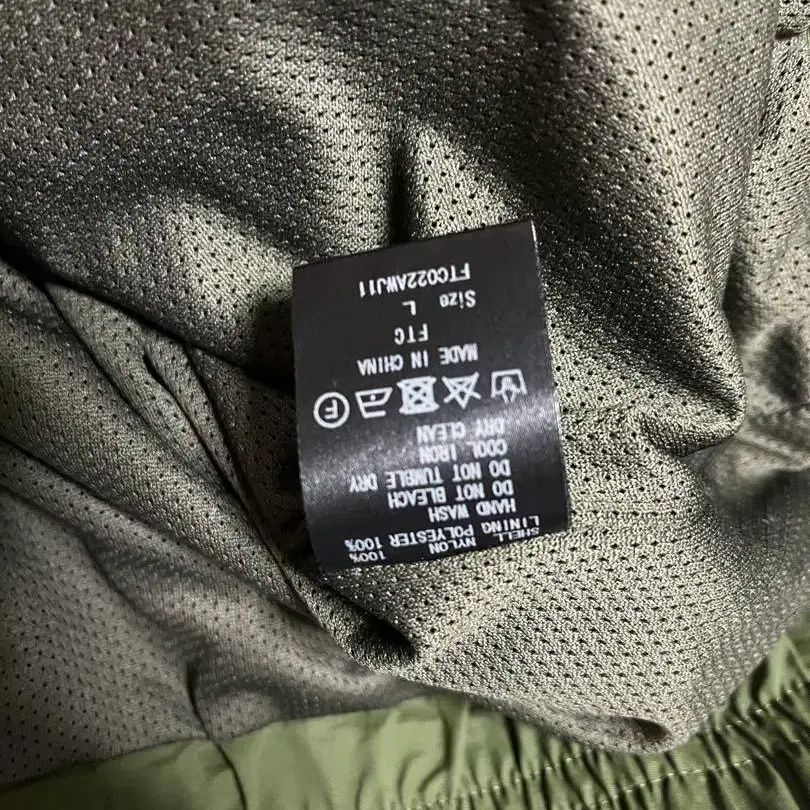 SHELL NYLON 100%
LINING POLYESTER 100%
HAND WASH
DO NOT BLEACH
DO NOT TUMBLE DRY
COOL IRON
DRY CLEAN
F
MADE IN CHINA
FTC
Size L
FTC022AWJ11